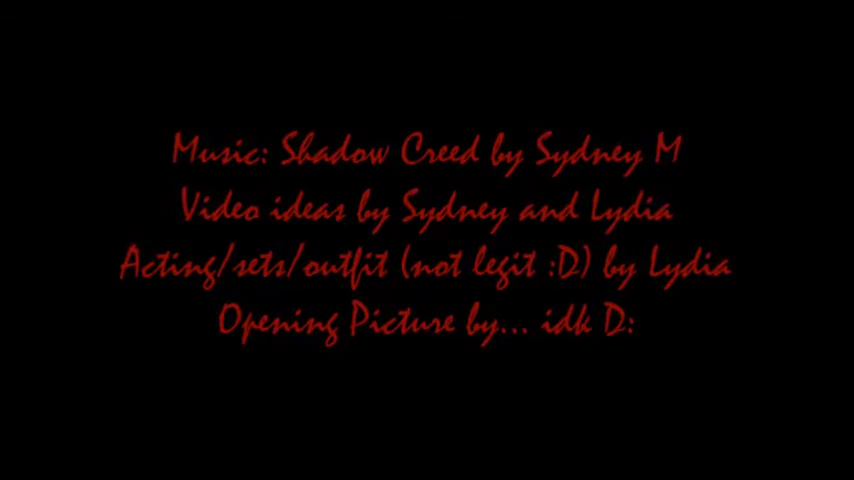 Music: Shadow Creed by Sydney M
Video ideas by Sydney and Lydia
Acting/sets/outfit (not legit :D) by Lydia
Opening Picture by... idk D: